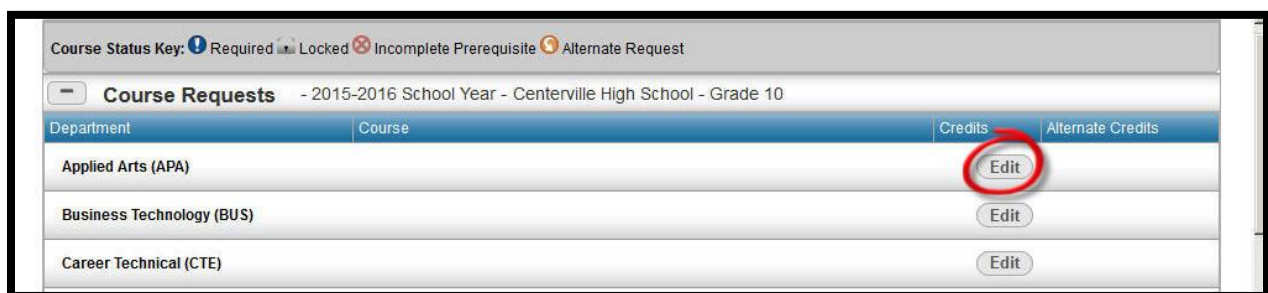 Course Status Key: Required Locked Incomplete Prerequisite Alternate Request
Course Requests - 2015-2016 School Year - Centerville High School - Grade 10
Department Course Credits Alternate Credits
Applied Arts (APA) Edit
Business Technology (BUS) Edit
Career Technical (CTE) Edit